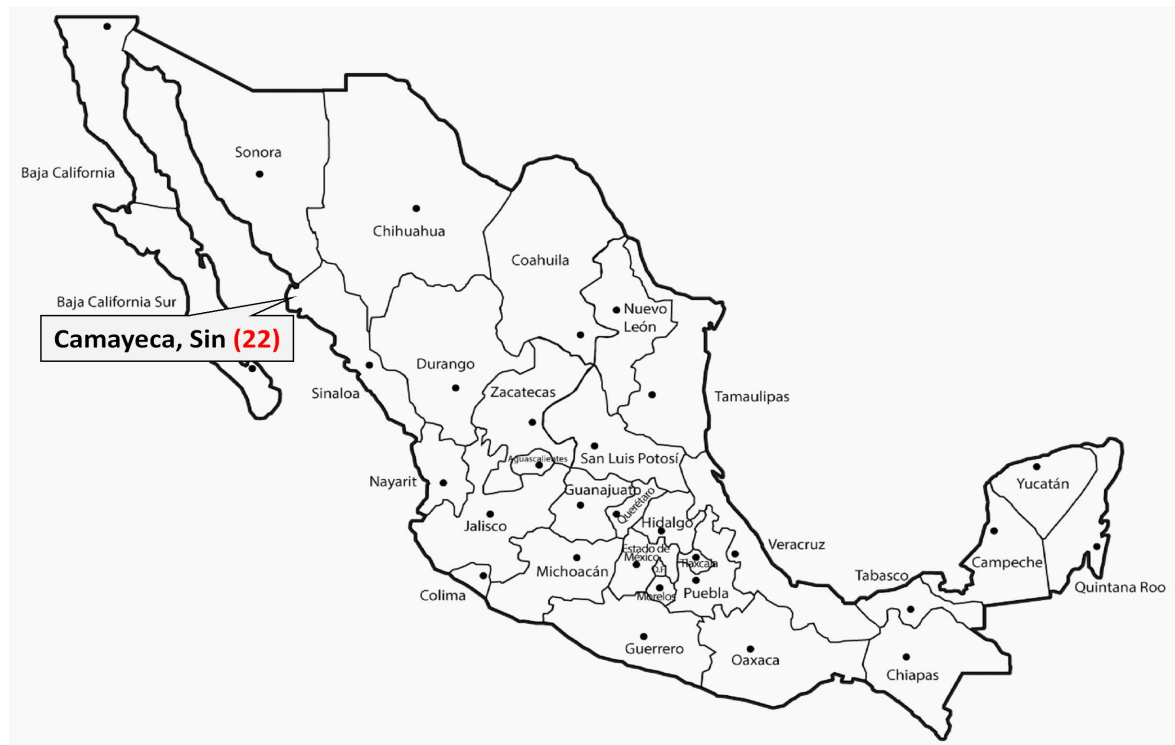 Sonora
Baja California
Chihuahua
Coahuila
Baja California Sur
Nuevo
León
Camayeca, Sin (22)
Durango
Sinaloa
Zacatecas
Tamaulipas
Aguascalientes
San Luis Potosí
Nayarit
Yucatán
Guanajuato
Querétaro
Jalisco
Hidalgo
Veracruz
Estado de
México
D.F.
Tlaxcala
Michoacán
Campeche
Tabasco
Colima
Morelos
Puebla
Quintana Roo
Guerrero
Oaxaca
Chiapas